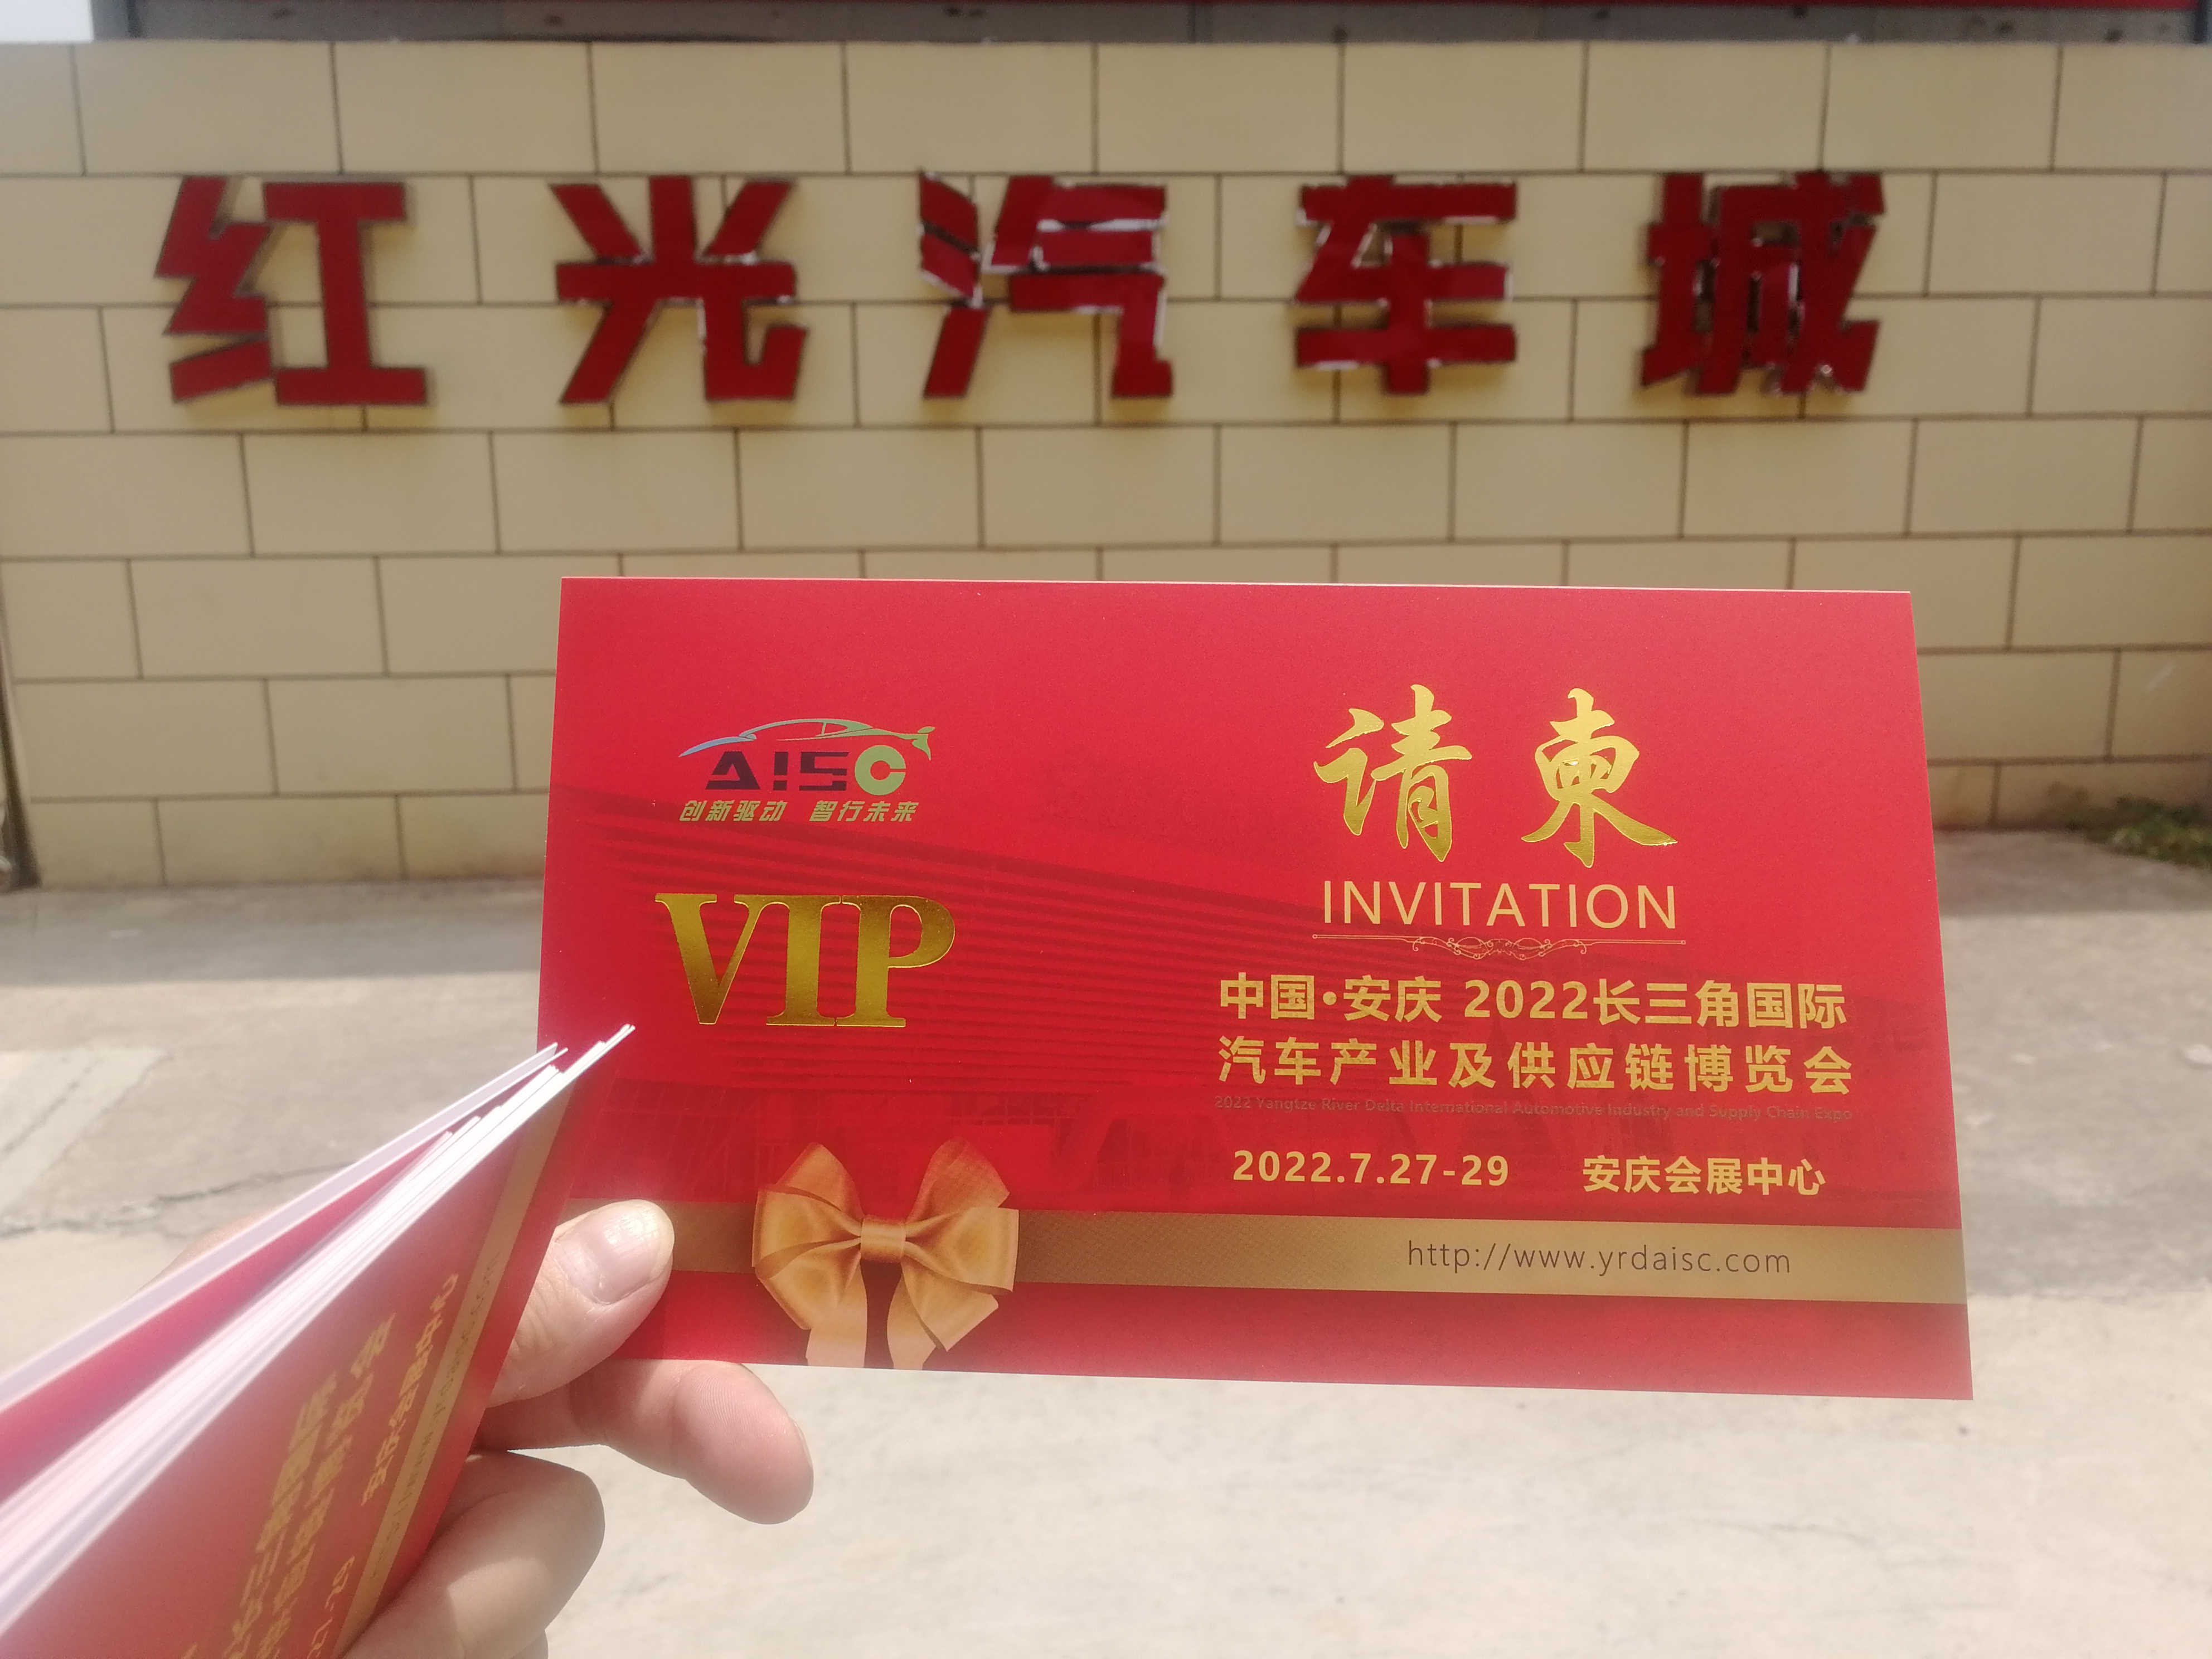 红光汽车城
AISC
创新驱动 智行未来
VIP
请柬
INVITATION
中国·安庆 2022长三角国际
汽车产业及供应链博览会
2022 Yangtze River Delta International Automotive Industry and Supply Chain Expo
2022.7.27-29 安庆会展中心
http://www.yrdaisc.com